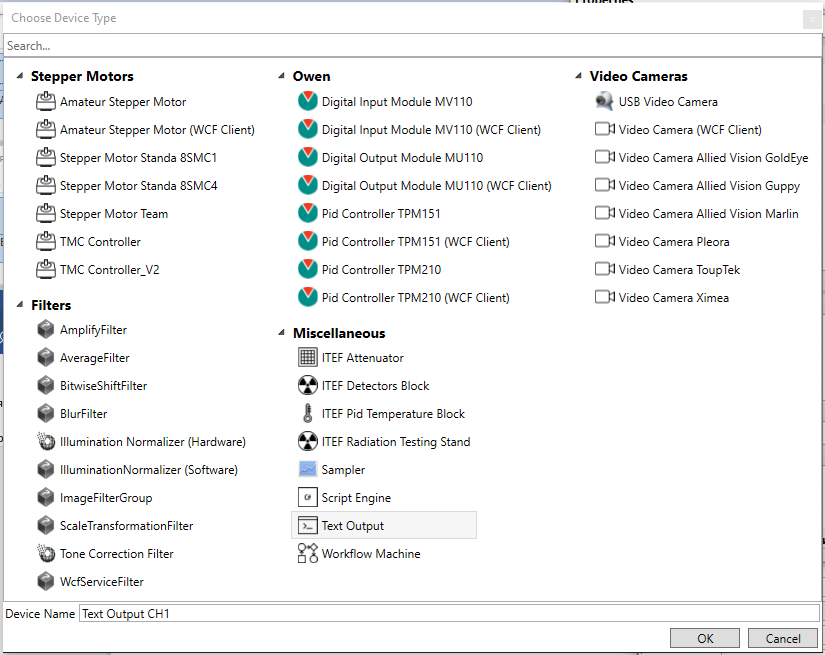 Properties
Choose Device Type
Search...
Stepper Motors
Amateur Stepper Motor
Amateur Stepper Motor (WCF Client)
Stepper Motor Standa 8SMC1
Stepper Motor Standa 8SMC4
Stepper Motor Team
TMC Controller
TMC Controller_V2
Filters
AmplifyFilter
AverageFilter
BitwiseShiftFilter
BlurFilter
Illumination Normalizer (Hardware)
IlluminationNormalizer (Software)
ImageFilterGroup
ScaleTransformationFilter
Tone Correction Filter
WcfServiceFilter
Owen
Digital Input Module MV110
Digital Input Module MV110 (WCF Client)
Digital Output Module MU110
Digital Output Module MU110 (WCF Client)
Pid Controller TPM151
Pid Controller TPM151 (WCF Client)
Pid Controller TPM210
Pid Controller TPM210 (WCF Client)
Miscellaneous
ITEF Attenuator
ITEF Detectors Block
ITEF Pid Temperature Block
ITEF Radiation Testing Stand
Sampler
Script Engine
Text Output
Workflow Machine
Video Cameras
USB Video Camera
Video Camera (WCF Client)
Video Camera Allied Vision GoldEye
Video Camera Allied Vision Guppy
Video Camera Allied Vision Marlin
Video Camera Pleora
Video Camera ToupTek
Video Camera Ximea
Device Name Text Output CH1
OK Cancel